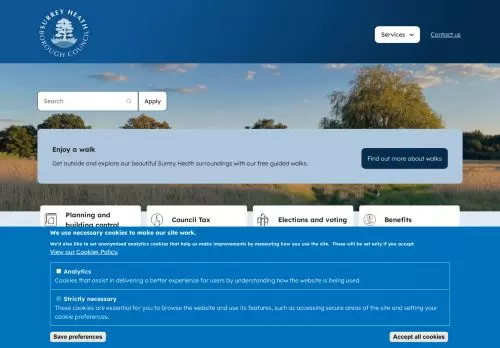 SURREY HEATH
BOROUGH COUNCIL
Services
Contact us
Search
Apply
Enjoy a walk
Get outside and explore our beautiful Surrey Heath surroundings with our free guided walks.
Find out more about walks
Planning and
building control
Council Tax
Elections and voting
Benefits
We use necessary cookies to make our site work.
We'd also like to set anonymised analytics cookies that help us make improvements by measuring how you use the site. These will be set only if you accept.
View our Cookies Policy.
Analytics
Cookies that assist in delivering a better experience for users by understanding how the website is being used.
Strictly necessary
These cookies are essential for you to browse the website and use its features, such as accessing secure areas of the site and setting your
cookie preferences.
Save preferences
Accept all cookies